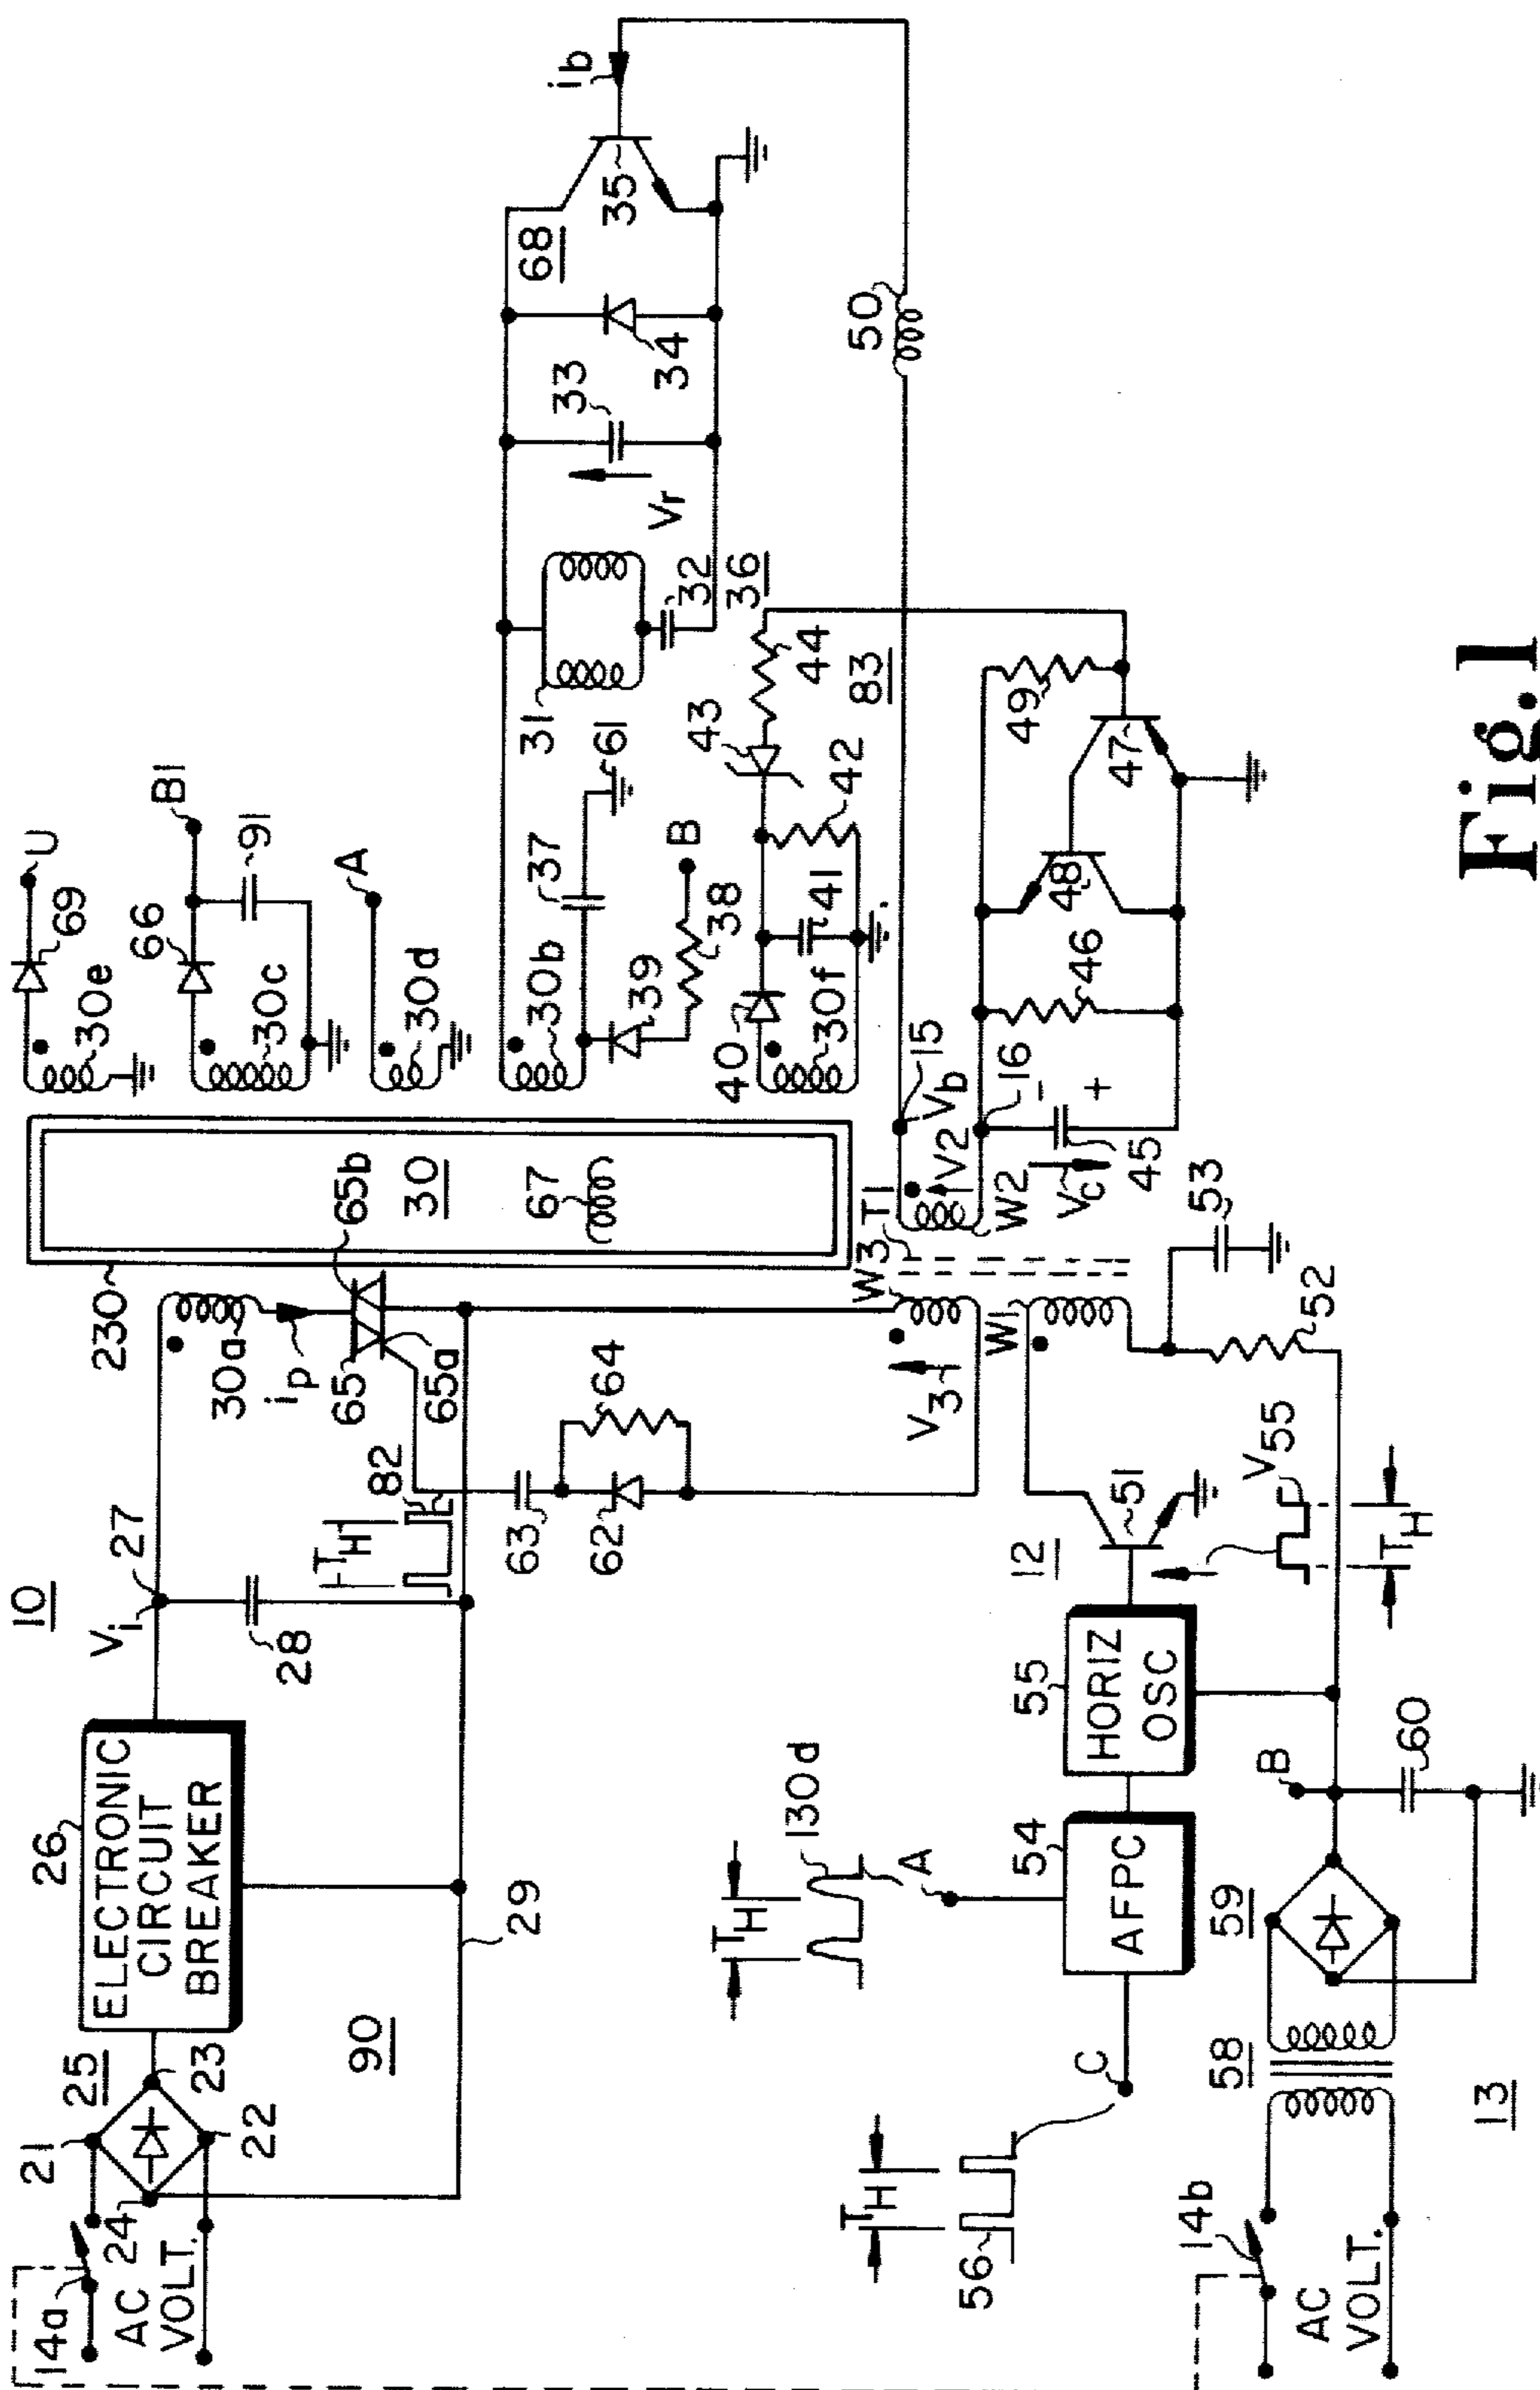 10
14a
AC
VOLT.
21
24
22
23
25
26
ELECTRONIC
CIRCUIT
BREAKER
90
29
Vi
27
28
TH
82
30a
ip
65
65a
65b
230
30
67
63
62
64
V3
W3
T1
W1
W2
30e
69
U
66
30c
91
B1
30d
A
30b
37
61
39
38
B
40
30f
41
42
43
44
83
31
32
36
33
Vr
34
68
35
ib
50
15
Vb
V2
16
Vc
45
46
48
47
49
53
52
51
12
V55
TH
55
HORIZ
OSC
54
AFPC
A
130d
TH
C
56
TH
B
60
59
58
13
14b
AC
VOLT.
Fig.1